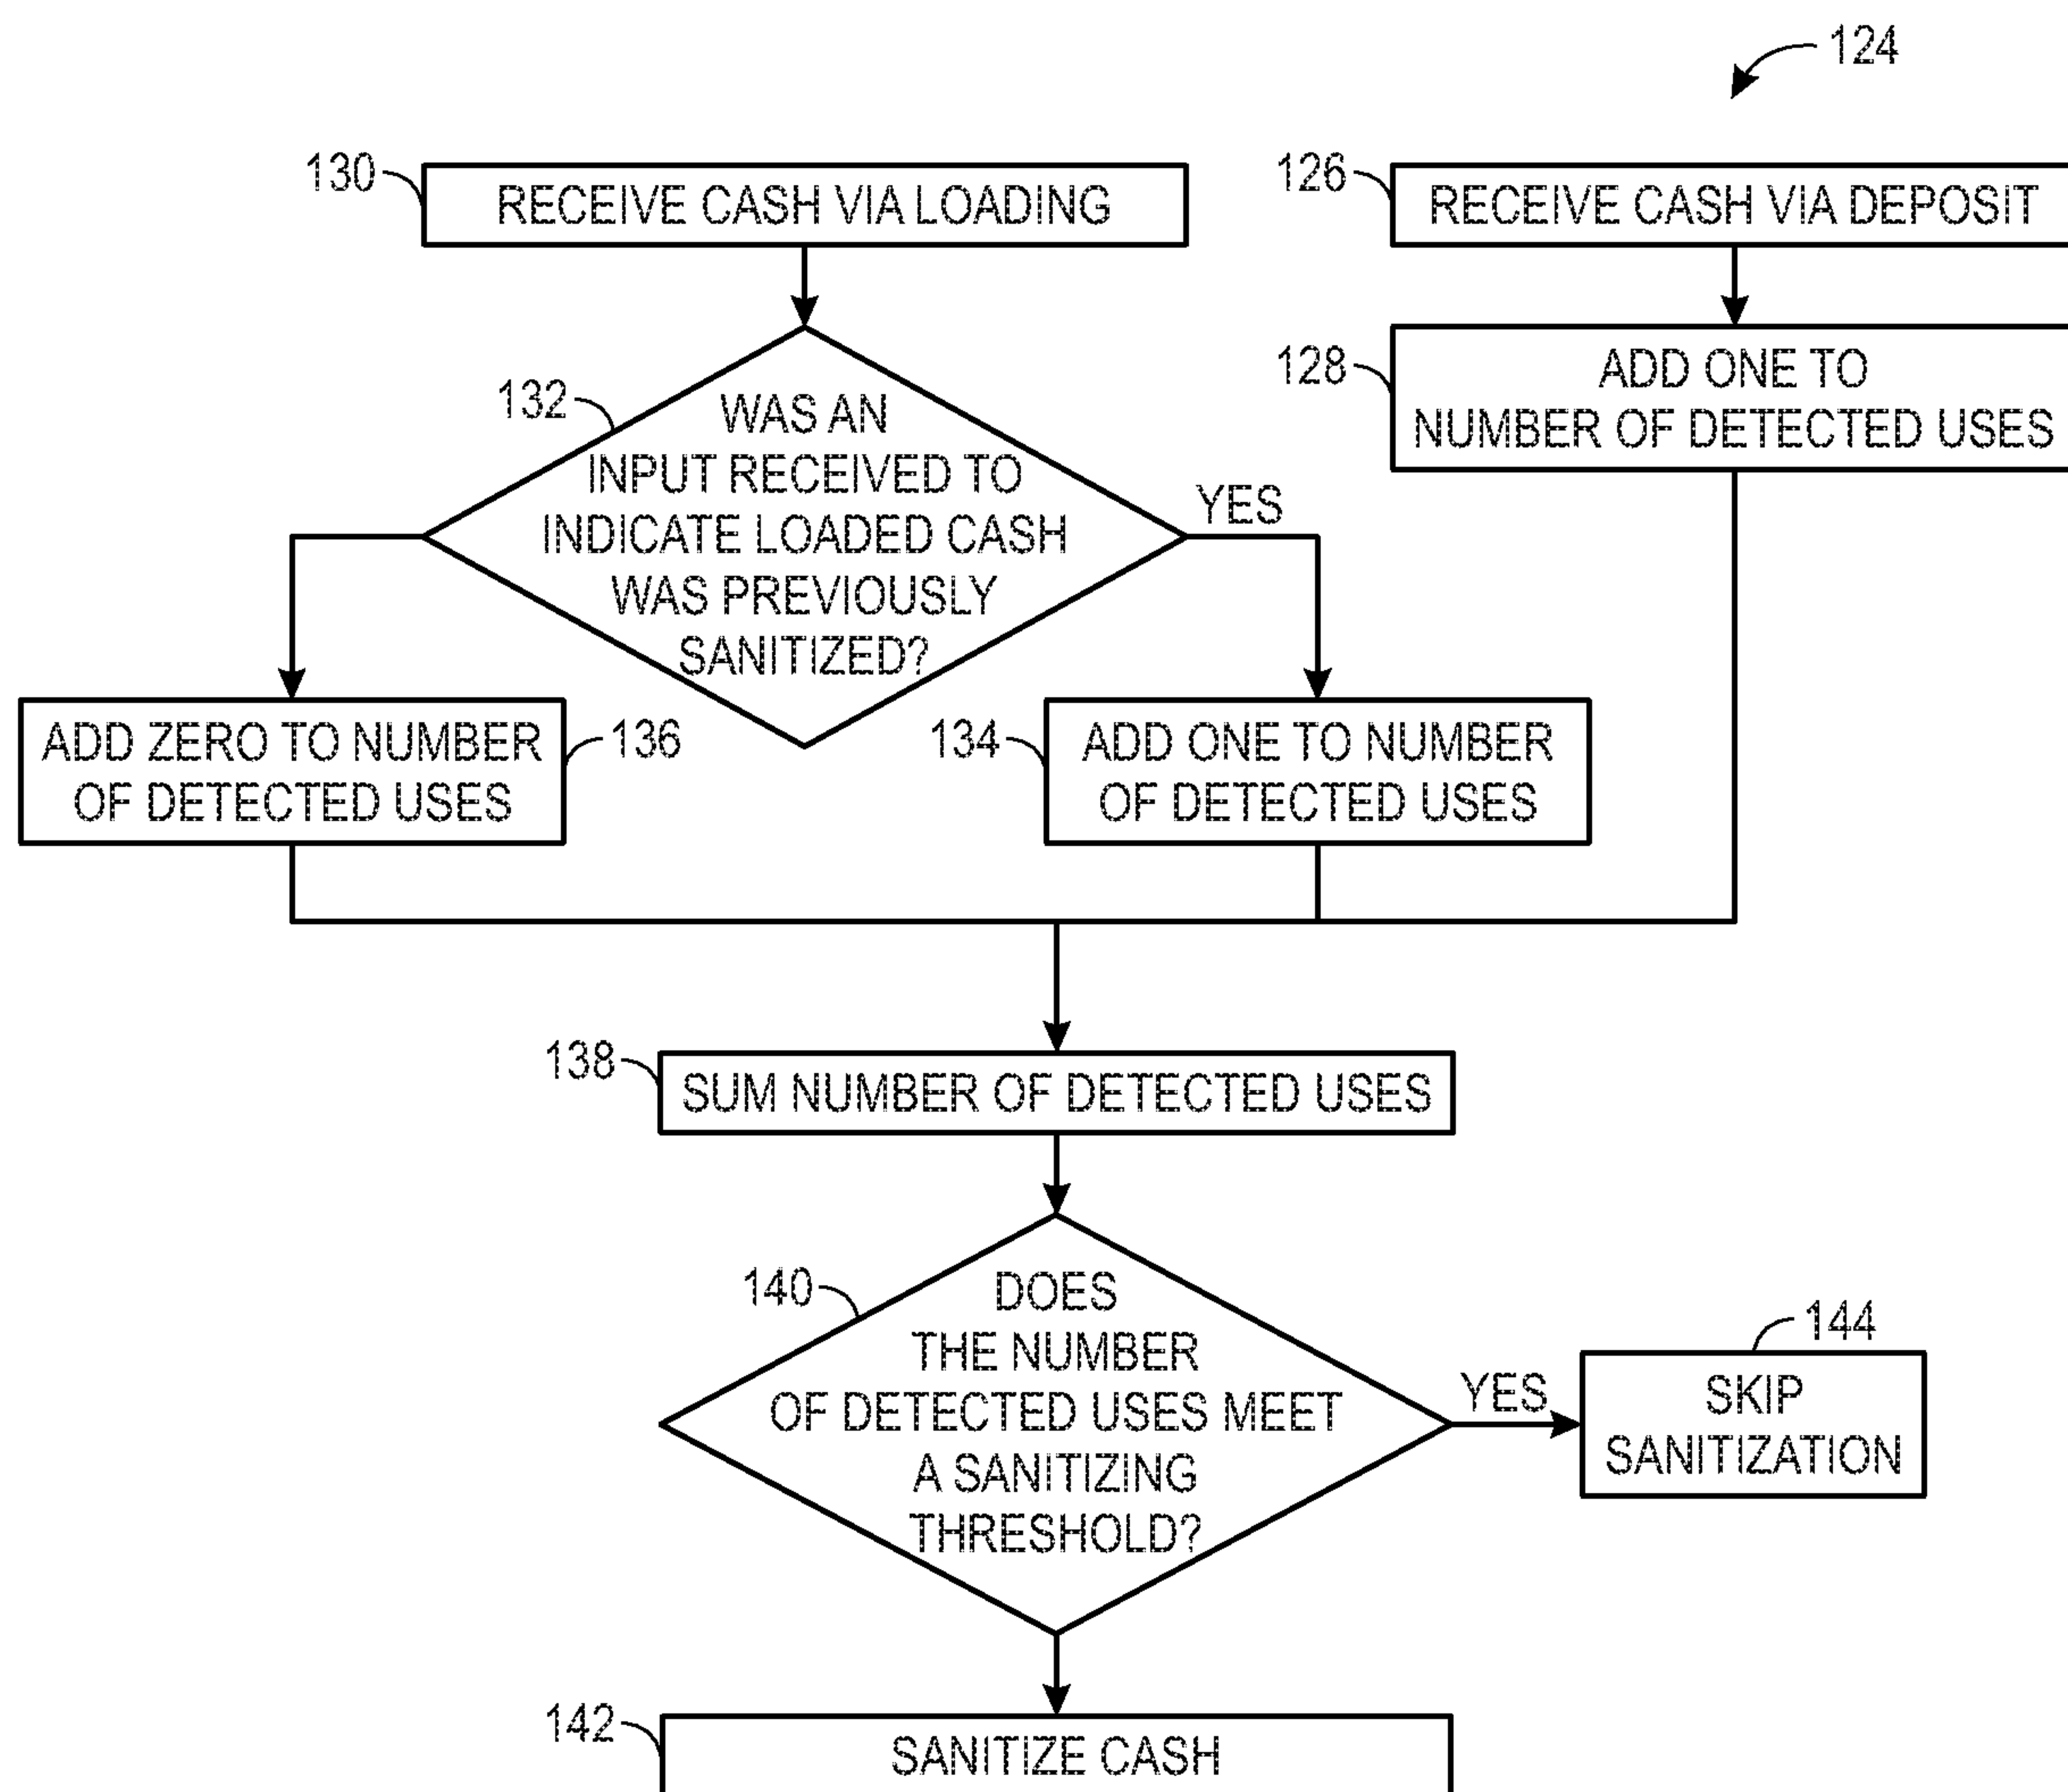 124
130
RECEIVE CASH VIA LOADING
126
RECEIVE CASH VIA DEPOSIT
132
WAS AN
INPUT RECEIVED TO
INDICATE LOADED CASH
WAS PREVIOUSLY
SANITIZED?
YES
128
ADD ONE TO
NUMBER OF DETECTED USES
ADD ZERO TO NUMBER
OF DETECTED USES
136
134
ADD ONE TO NUMBER
OF DETECTED USES
138
SUM NUMBER OF DETECTED USES
140
DOES
THE NUMBER
OF DETECTED USES MEET
A SANITIZING
THRESHOLD?
YES
144
SKIP
SANITIZATION
142
SANITIZE CASH